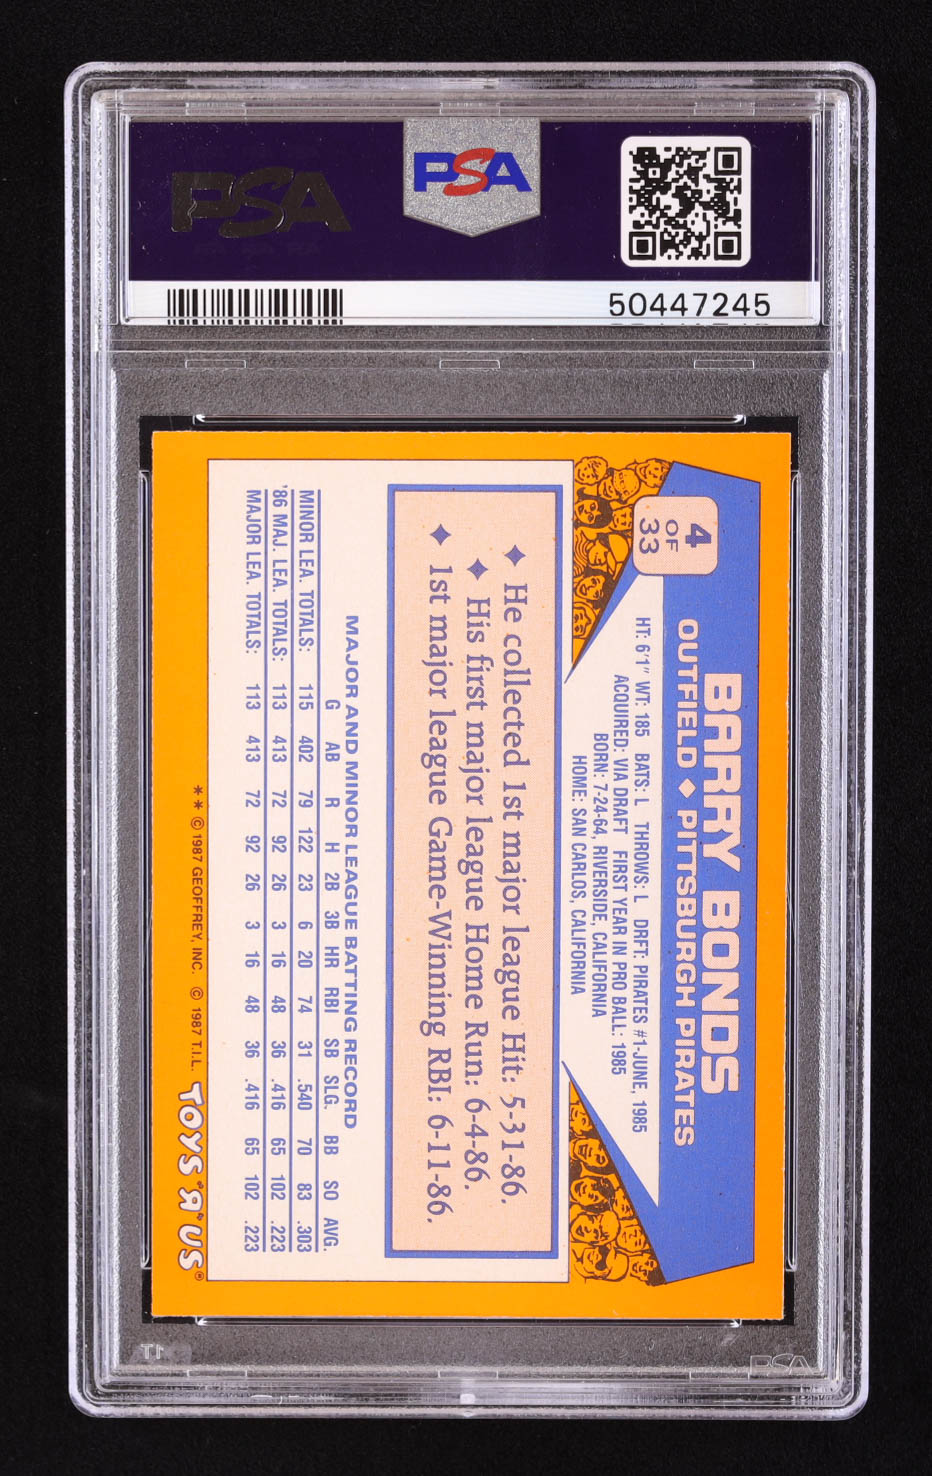 PSA
PSA
50447245
4
OF
33
BARRY BONDS
OUTFIELD ♦ PITTSBURGH PIRATES
HT: 6'1" WT: 185 BATS: L THROWS: L DRFT: PIRATES #1-JUNE, 1985
ACQUIRED: VIA DRAFT FIRST YEAR IN PRO BALL: 1985
BORN: 7-24-64, RIVERSIDE, CALIFORNIA
HOME: SAN CARLOS, CALIFORNIA
✦ He collected 1st major league Hit: 5-31-86.
✦ His first major league Home Run: 6-4-86.
✦ 1st major league Game-Winning RBI: 6-11-86.
MAJOR AND MINOR LEAGUE BATTING RECORD
G AB R H 2B 3B HR RBI SB SLG. BB SO AVG.
MINOR LEA. TOTALS: 115 402 79 122 23 6 20 74 31 .540 70 83 .303
'86 MAJ. LEA. TOTALS: 113 413 72 92 26 3 16 48 36 .416 65 102 .223
MAJOR LEA. TOTALS: 113 413 72 92 26 3 16 48 36 .416 65 102 .223
** © 1987 GEOFFREY, INC. © 1987 T.I.L. TOYS "Я" US®
PSA